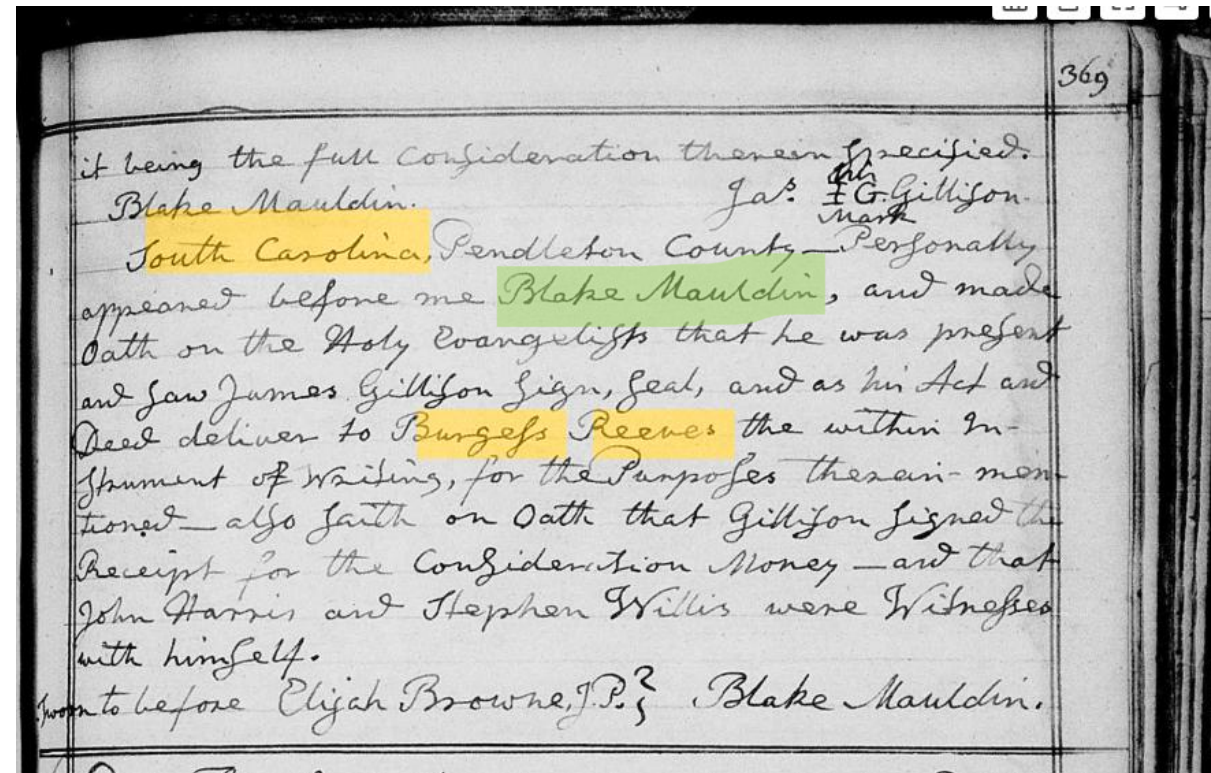 369
it being the full Consideration therein specified.
Blake Mauldin. Jas. his I G. Gillison.
Mark
South Carolina, Pendleton County — Personally
appeared before me Blake Mauldin, and made
Oath on the Holy Evangelists that he was present
and saw James Gillison sign, seal, and as his Act and
Deed deliver to Burgess Reeves the within In-
strument of Writing, for the Purposes therein - men-
tioned — also saith on Oath that Gillison signed the
Receipt for the Consideration Money — and that
John Harris and Stephen Willis were Witnesses
with himself.
Sworn to before Elijah Browne, J.P. Blake Mauldin.